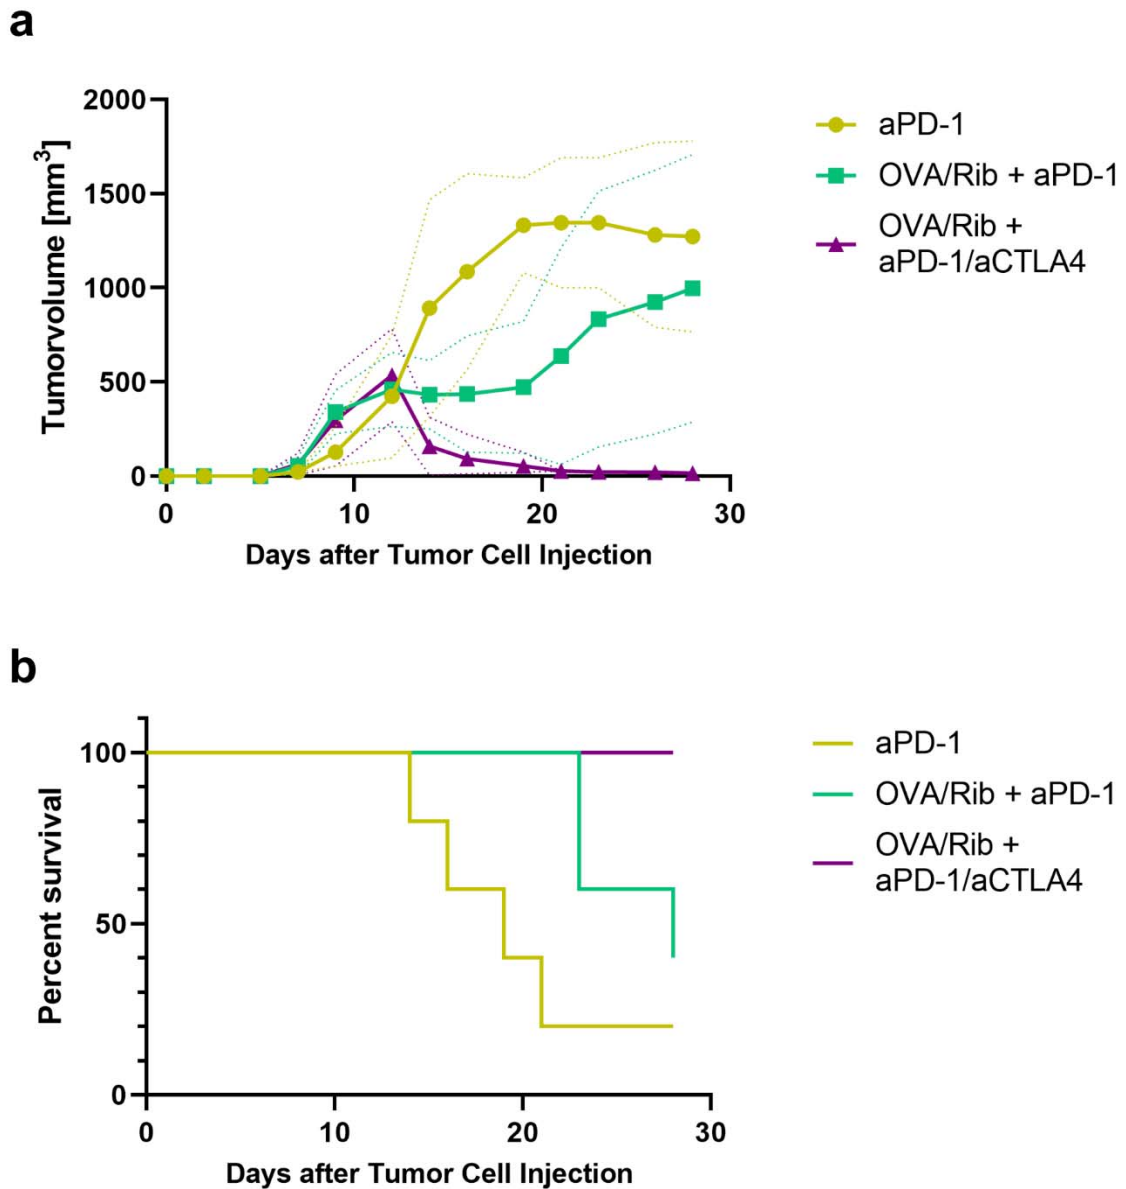 a
2000
1500
1000
500
0
0 10 20 30
Tumorvolume [mm³]
Days after Tumor Cell Injection
aPD-1
OVA/Rib + aPD-1
OVA/Rib +
aPD-1/aCTLA4
b
100
50
0
0 10 20 30
Percent survival
Days after Tumor Cell Injection
aPD-1
OVA/Rib + aPD-1
OVA/Rib +
aPD-1/aCTLA4